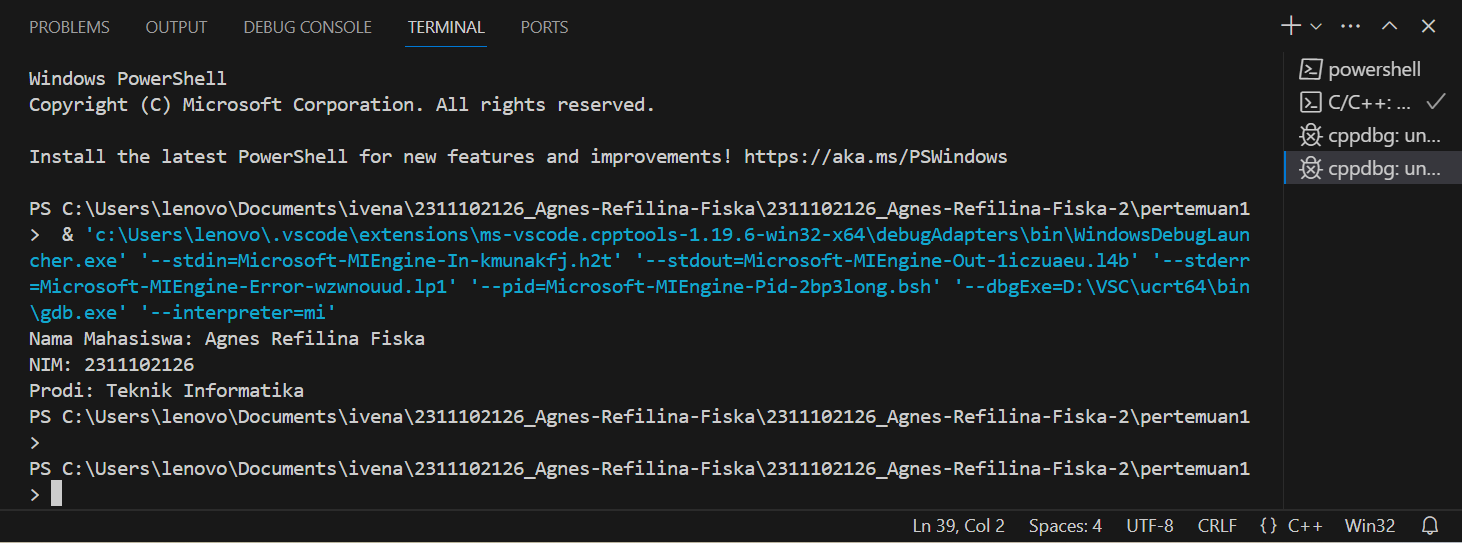 PROBLEMS OUTPUT DEBUG CONSOLE TERMINAL PORTS
Windows PowerShell
Copyright (C) Microsoft Corporation. All rights reserved.
Install the latest PowerShell for new features and improvements! https://aka.ms/PSWindows
PS C:\Users\lenovo\Documents\ivena\2311102126_Agnes-Refilina-Fiska\2311102126_Agnes-Refilina-Fiska-2\pertemuan1
> & 'c:\Users\lenovo\.vscode\extensions\ms-vscode.cpptools-1.19.6-win32-x64\debugAdapters\bin\WindowsDebugLaun
cher.exe' '--stdin=Microsoft-MIEngine-In-kmunakfj.h2t' '--stdout=Microsoft-MIEngine-Out-1iczuaeu.l4b' '--stderr
=Microsoft-MIEngine-Error-wzwnouud.lp1' '--pid=Microsoft-MIEngine-Pid-2bp3long.bsh' '--dbgExe=D:\VSC\ucrt64\bin
\gdb.exe' '--interpreter=mi'
Nama Mahasiswa: Agnes Refilina Fiska
NIM: 2311102126
Prodi: Teknik Informatika
PS C:\Users\lenovo\Documents\ivena\2311102126_Agnes-Refilina-Fiska\2311102126_Agnes-Refilina-Fiska-2\pertemuan1
>
PS C:\Users\lenovo\Documents\ivena\2311102126_Agnes-Refilina-Fiska\2311102126_Agnes-Refilina-Fiska-2\pertemuan1
>
powershell
C/C++: ...
cppdbg: un...
cppdbg: un...
Ln 39, Col 2 Spaces: 4 UTF-8 CRLF {} C++ Win32